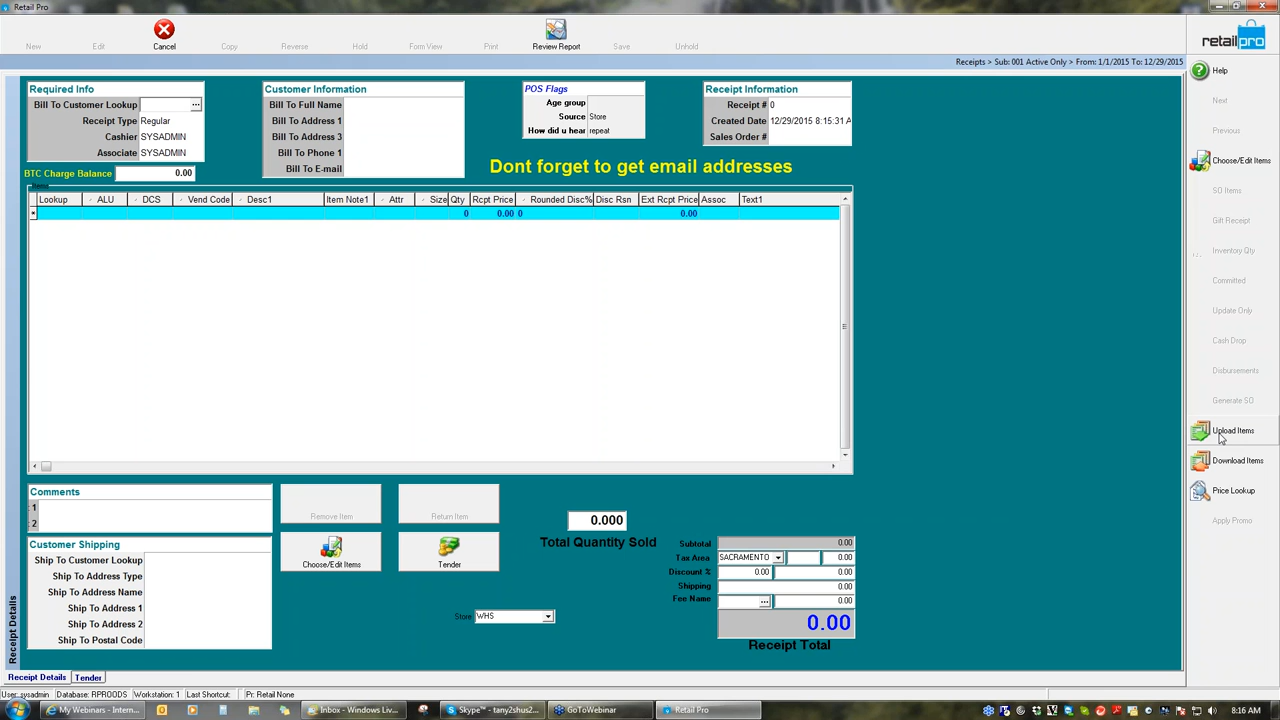 Retail Pro
New
Edit
Cancel
Copy
Reverse
Hold
Form View
Print
Review Report
Save
Unhold
retailpro
Receipts > Sub: 001 Active Only > From: 1/1/2015 To: 12/29/2015
Required Info
Bill To Customer Lookup ...
Receipt Type Regular
Cashier SYSADMIN
Associate SYSADMIN
BTC Charge Balance 0.00
Customer Information
Bill To Full Name
Bill To Address 1
Bill To Address 3
Bill To Phone 1
Bill To E-mail
POS Flags
Age group
Source Store
How did u hear repeat
Receipt Information
Receipt # 0
Created Date 12/29/2015 8:15:31 A
Sales Order #
Dont forget to get email addresses
Items
Lookup ALU DCS Vend Code Desc1 Item Note1 Attr Size Qty Rcpt Price Rounded Disc% Disc Rsn Ext Rcpt Price Assoc Text1
* 0 0.00 0 0.00
Comments
: 1
: 2
Remove Item
Return Item
Choose/Edit Items
Tender
0.000
Total Quantity Sold
Customer Shipping
Ship To Customer Lookup
Ship To Address Type
Ship To Address Name
Ship To Address 1
Ship To Address 2
Ship To Postal Code
Store WHS
Subtotal 0.00
Tax Area SACRAMENTO 0.00
Discount % 0.00 0.00
Shipping 0.00
Fee Name ... 0.00
0.00
Receipt Total
Receipt Details
Receipt Details Tender
Help
Next
Previous
Choose/Edit Items
SO Items
Gift Receipt
Inventory Qty
Committed
Update Only
Cash Drop
Disbursements
Generate SO
Upload Items
Download Items
Price Lookup
Apply Promo
User: sysadmin Database: RPROODS Workstation: 1 Last Shortcut: Pr: Retail None
My Webinars - Intern... Inbox - Windows Liv... Skype™ - tany2shus2... GoToWebinar Retail Pro 8:16 AM